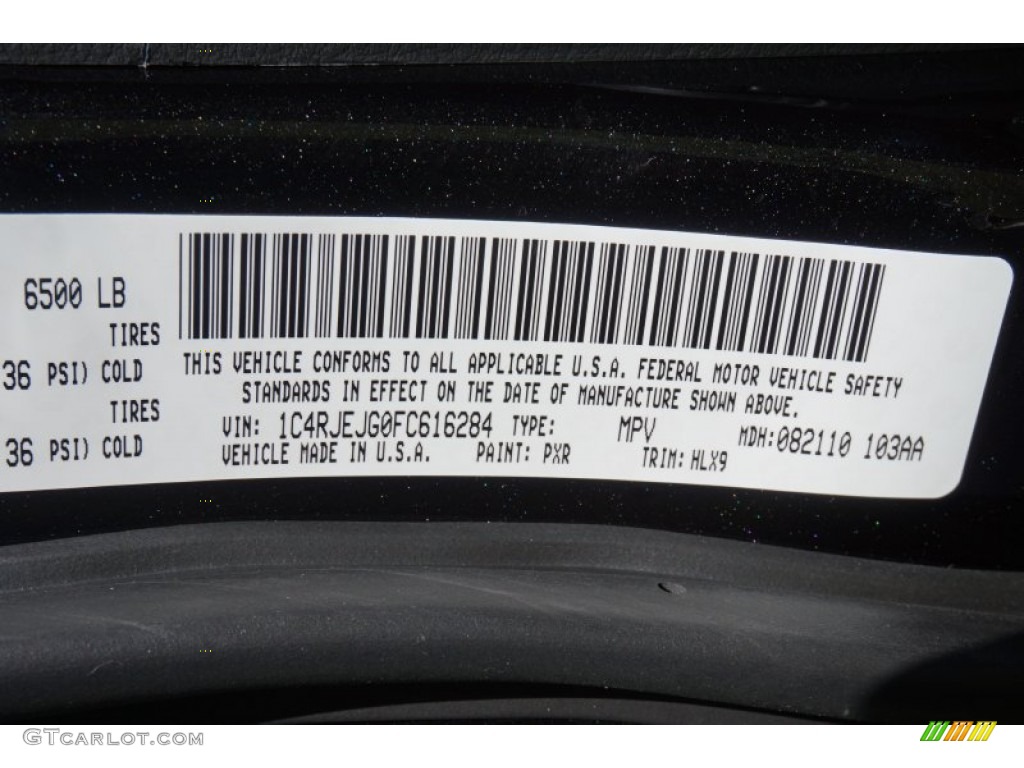 6500 LB
TIRES
36 PSI) COLD
TIRES
36 PSI) COLD
THIS VEHICLE CONFORMS TO ALL APPLICABLE U.S.A. FEDERAL MOTOR VEHICLE SAFETY
STANDARDS IN EFFECT ON THE DATE OF MANUFACTURE SHOWN ABOVE.
VIN: 1C4RJEJG0FC616284 TYPE: MPV MDH:082110 103AA
VEHICLE MADE IN U.S.A. PAINT: PXR TRIM: HLX9
GTcarlot.com